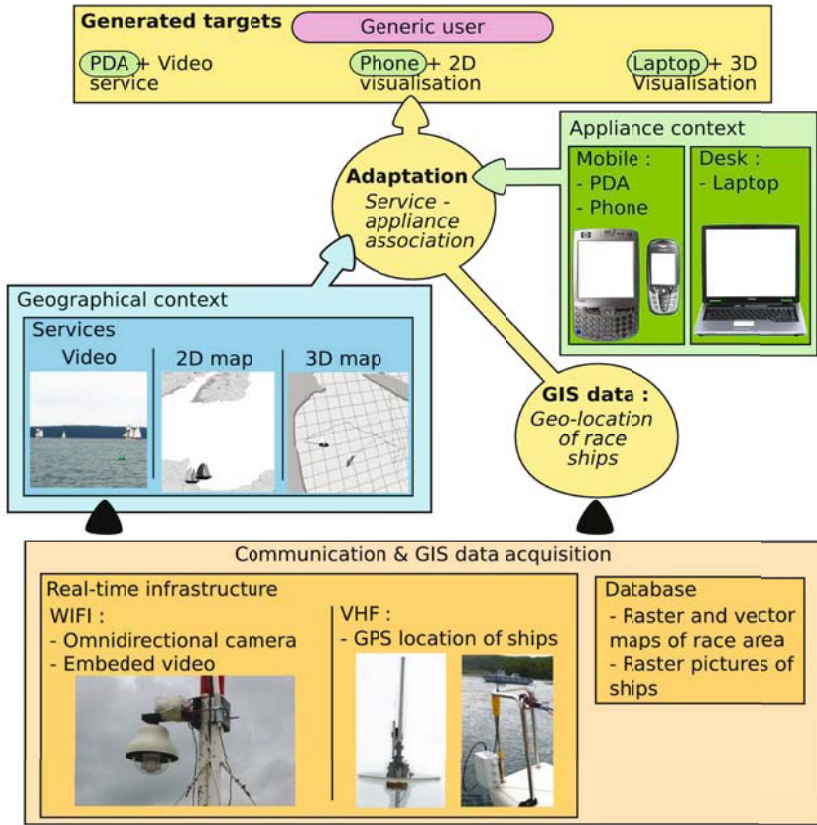 Generated targets
Generic user
PDA + Video
service
Phone + 2D
visualisation
Laptop + 3D
Visualisation
Appliance context
Mobile :
- PDA
- Phone
Desk :
- Laptop
Adaptation
Service -
appliance
association
Geographical context
Services
Video
2D map
3D map
GIS data :
Geo-location
of race
ships
Communication & GIS data acquisition
Real-time infrastructure
WIFI :
- Omnidirectional camera
- Embeded video
VHF :
- GPS location of ships
Database
- Raster and vector
maps of race area
- Raster pictures of
ships